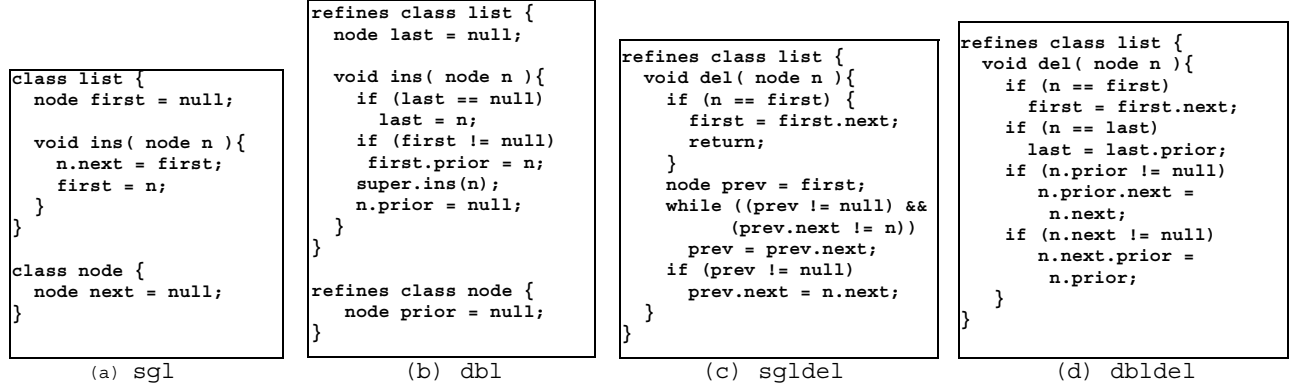 class list {
  node first = null;

  void ins( node n ){
    n.next = first;
    first = n;
  }
}

class node {
  node next = null;
}
(a) sgl
refines class list {
  node last = null;

  void ins( node n ){
    if (last == null)
      last = n;
    if (first != null)
     first.prior = n;
    super.ins(n);
    n.prior = null;
  }
}

refines class node {
   node prior = null;
}
(b) dbl
refines class list {
  void del( node n ){
    if (n == first) {
      first = first.next;
      return;
    }
    node prev = first;
    while ((prev != null) &&
          (prev.next != n))
      prev = prev.next;
    if (prev != null)
      prev.next = n.next;
  }
}
(c) sgldel
refines class list {
  void del( node n ){
    if (n == first)
      first = first.next;
    if (n == last)
      last = last.prior;
    if (n.prior != null)
       n.prior.next =
        n.next;
    if (n.next != null)
       n.next.prior =
        n.prior;
   }
}
(d) dbldel